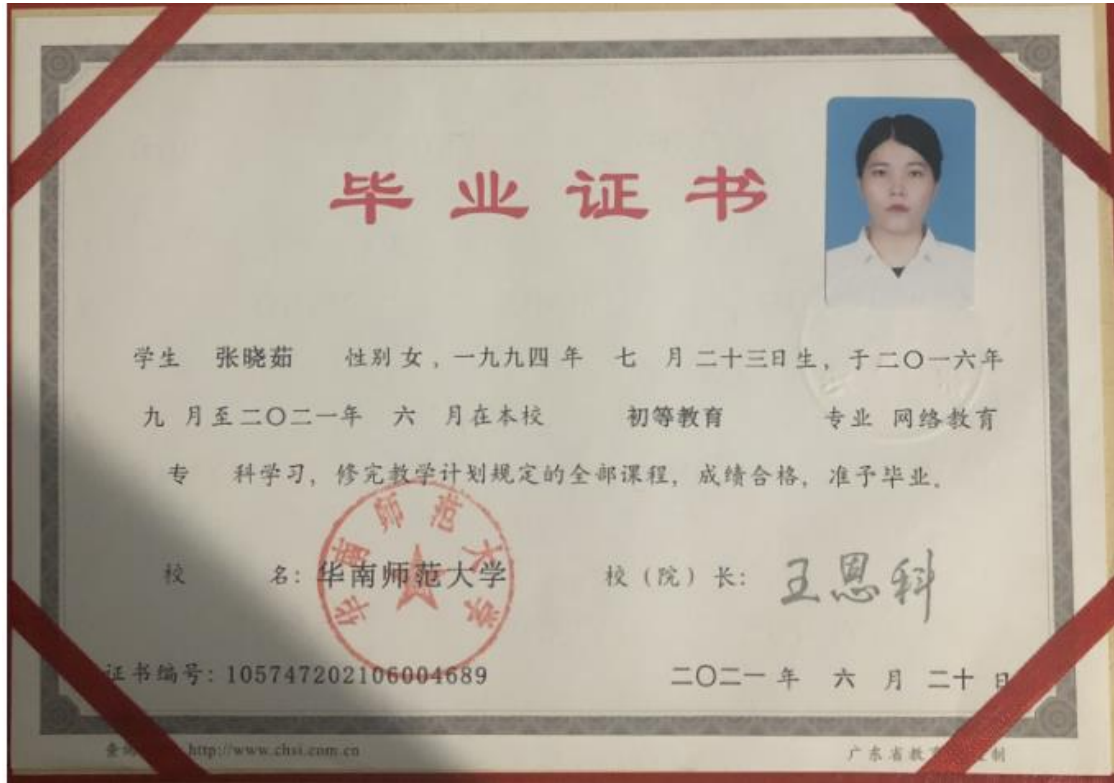 毕业证书
学生 张晓茹 性别 女，一九九四 年 七 月 二十三日生，于二〇一六年
九 月至二〇二一年 六 月在本校 初等教育 专业 网络教育
专 科学习，修完教学计划规定的全部课程，成绩合格，准予毕业。
校 名：华南师范大学 校（院）长：王恩科
华南师范大学
证书编号：105747202106004689 二〇二一 年 六 月 二十 日
查 http://www.chsi.com.cn 广东省教 制